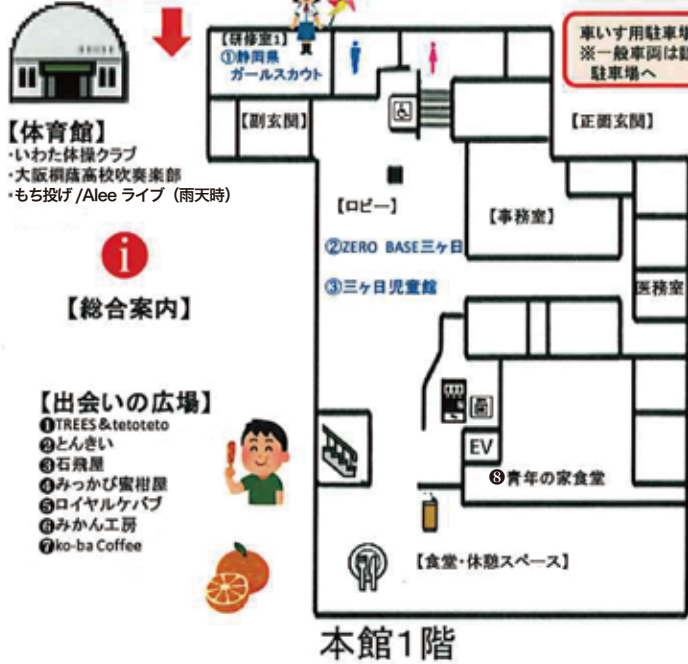 車いす用駐車場
※一般車両は
駐車場へ
【研修室1】
①静岡県
ガールスカウト
【副玄関】
【正面玄関】
【体育館】
・いわた体操クラブ
・大阪桐蔭高校吹奏楽部
・もち投げ/Alee ライブ（雨天時）
【ロビー】
【事務室】
②ZERO BASE三ヶ日
③三ヶ日児童館
医務室
i
【総合案内】
【出会いの広場】
❶TREES&tetoteto
❷とんきい
❸石飛屋
❹みっかび蜜柑屋
❺ロイヤルケバブ
❻みかん工房
❼ko-ba Coffee
EV
❽青年の家食堂
【食堂・休憩スペース】
本館1階